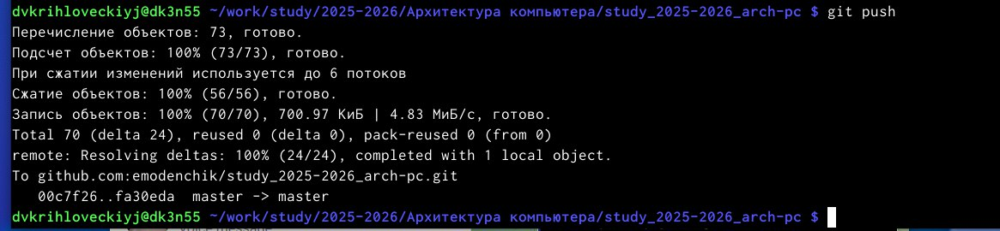 dvkrihloveckiyj@dk3n55 ~/work/study/2025-2026/Архитектура компьютера/study_2025-2026_arch-pc $ git push
Перечисление объектов: 73, готово.
Подсчет объектов: 100% (73/73), готово.
При сжатии изменений используется до 6 потоков
Сжатие объектов: 100% (56/56), готово.
Запись объектов: 100% (70/70), 700.97 КиБ | 4.83 МиБ/с, готово.
Total 70 (delta 24), reused 0 (delta 0), pack-reused 0 (from 0)
remote: Resolving deltas: 100% (24/24), completed with 1 local object.
To github.com:emodenchik/study_2025-2026_arch-pc.git
   00c7f26..fa30eda  master -> master
dvkrihloveckiyj@dk3n55 ~/work/study/2025-2026/Архитектура компьютера/study_2025-2026_arch-pc $